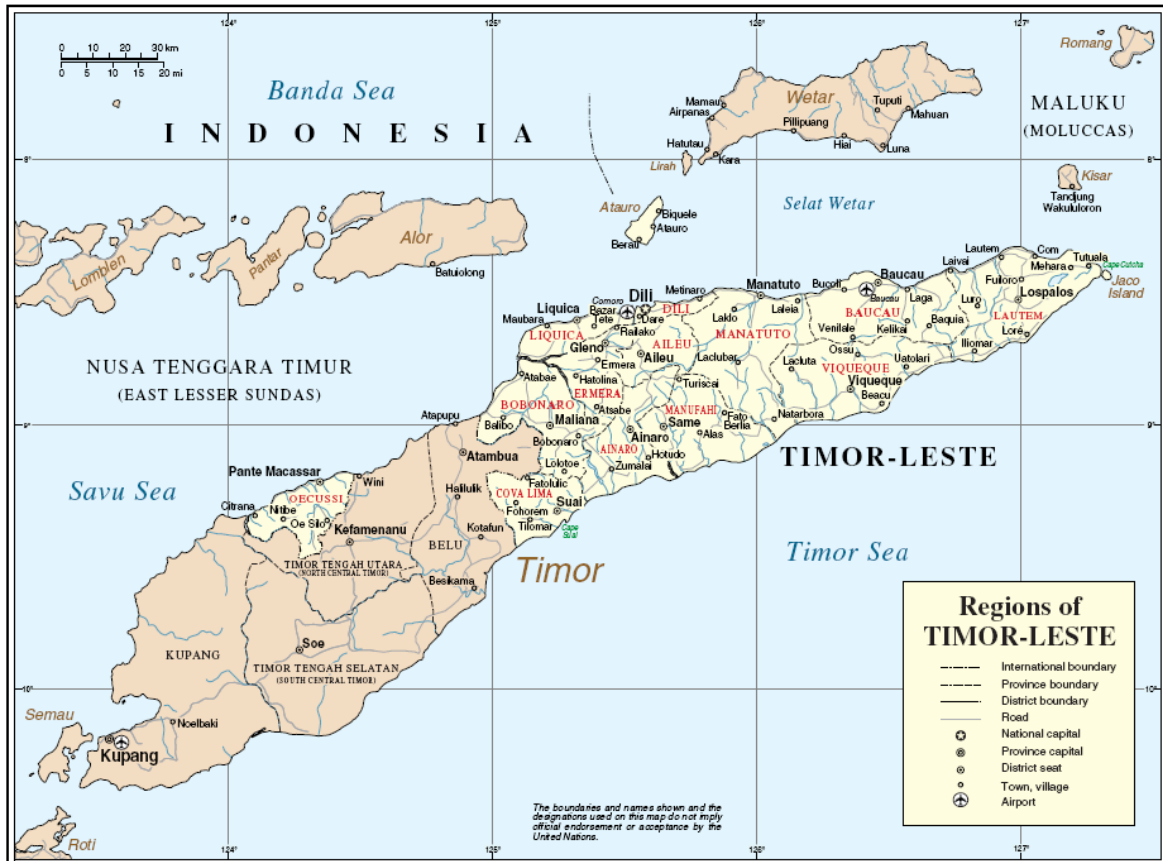 124°
125°
126°
127°
0 10 20 30 km
0 5 10 15 20 mi
Banda Sea
INDONESIA
Romang
MALUKU
(MOLUCCAS)
Wetar
Mamau
Airpanas
Tuputi
Mahuan
Pillipuang
Hatutau
Kara
Hiai
Luna
Lirah
8°
8°
Kisar
Tandjung
Wakululoron
Selat Wetar
Atauro
Biquele
Atauro
Berau
Lomblen
Pantar
Alor
Batuiolong
Lautem
Com
Tutuala
Mehara
Laivai
Fuiloro
Jaco
Island
Lospalos
Luro
LAUTEM
Loré
Iliomar
Baucau
Bucoli
Baucau
Laga
BAUCAU
Baquia
Venilale
Kelikai
Ossu
Uatolari
VIQUEQUE
Viqueque
Beacu
Lacluta
Manatuto
Metinaro
Laleia
Laklo
MANATUTO
Laclubar
Natarbora
Dili
DILI
Comoro
Bazar
Tete
Dare
Railako
Liquica
Maubara
LIQUICA
AILEU
Gleno
Aileu
Ermera
Atabae
Hatolina
ERMERA
Turiscai
BOBONARO
Atsabe
MANUFAHI
Fato
Berlia
Balibo
Maliana
Same
Alas
Bobonaro
Ainaro
AINARO
Hotudo
Lolotoe
Zumalai
Fatolulic
COVA LIMA
Suai
Fohorem
Tilomar
TIMOR-LESTE
NUSA TENGGARA TIMUR
(EAST LESSER SUNDAS)
Atapupu
9°
9°
Atambua
Pante Macassar
Wini
Savu Sea
OECUSSI
Halilulik
Citrana
Nitibe
Oe Silo
Kefamenanu
Kotafun
BELU
TIMOR TENGAH UTARA
(NORTH CENTRAL TIMOR)
Besikama
Timor
Timor Sea
KUPANG
Soe
TIMOR TENGAH SELATAN
(SOUTH CENTRAL TIMOR)
10°
10°
Semau
Noelbaki
Kupang
Roti
124°
125°
126°
127°
Regions of
TIMOR-LESTE
International boundary
Province boundary
District boundary
Road
National capital
Province capital
District seat
Town, village
Airport
The boundaries and names shown and the
designations used on this map do not imply
official endorsement or acceptance by the
United Nations.